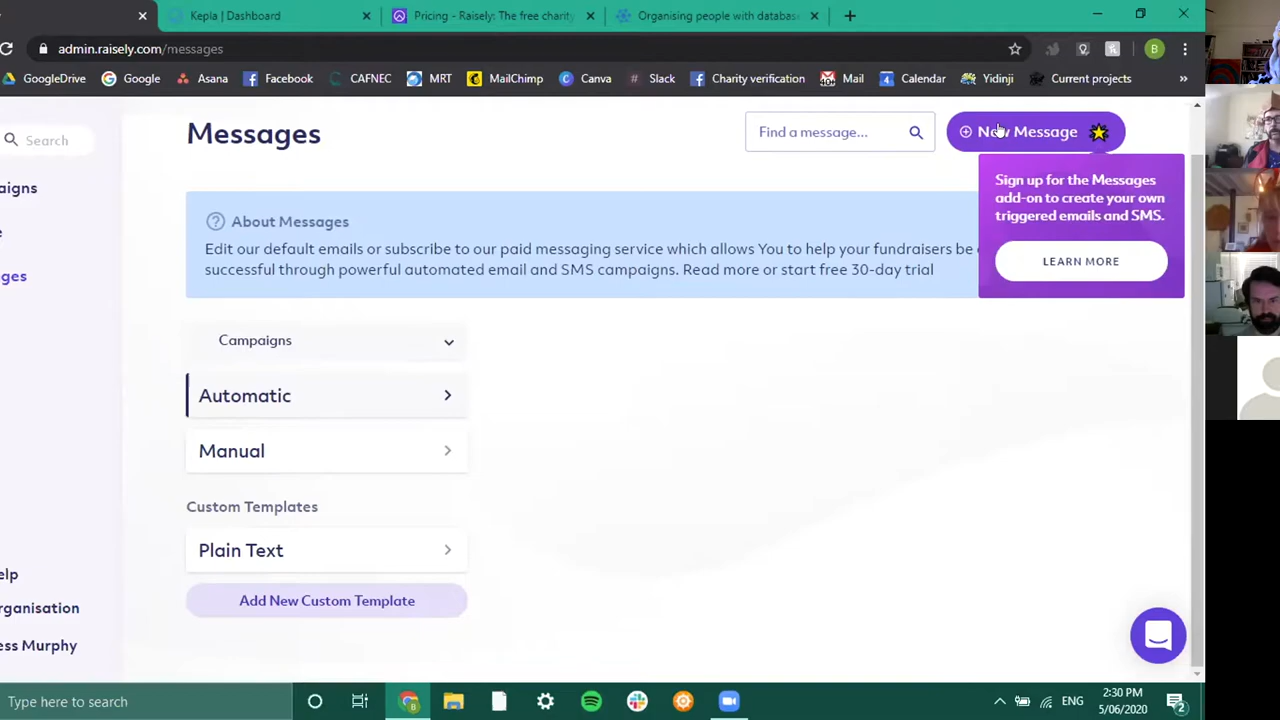 Kepla | Dashboard
Pricing - Raisely: The free charity
Organising people with databas
admin.raisely.com/messages
B
GoogleDrive
Google
Asana
Facebook
CAFNEC
MRT
MailChimp
Canva
Slack
Charity verification
Mail
Calendar
Yidinji
Current projects
»
Search
Messages
Find a message...
New Message
Sign up for the Messages
add-on to create your own
triggered emails and SMS.
LEARN MORE
aigns
e
ges
About Messages
Edit our default emails or subscribe to our paid messaging service which allows You to help your fundraisers be
successful through powerful automated email and SMS campaigns. Read more or start free 30-day trial
Campaigns
Automatic
Manual
Custom Templates
Plain Text
Add New Custom Template
elp
rganisation
ess Murphy
Type here to search
ENG
2:30 PM
5/06/2020
2